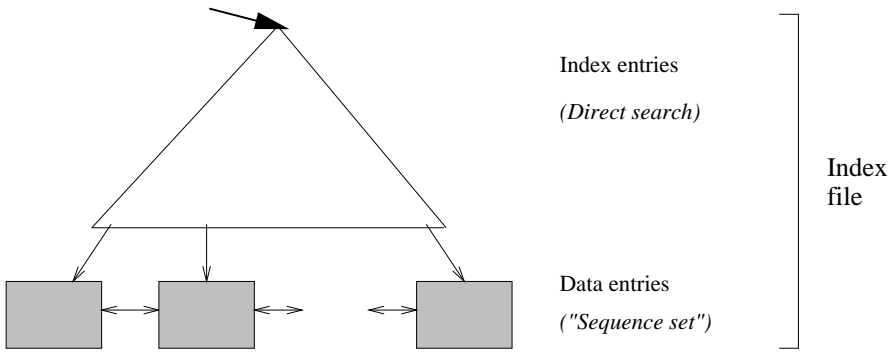 Index entries
(Direct search)
Index
file
Data entries
("Sequence set")